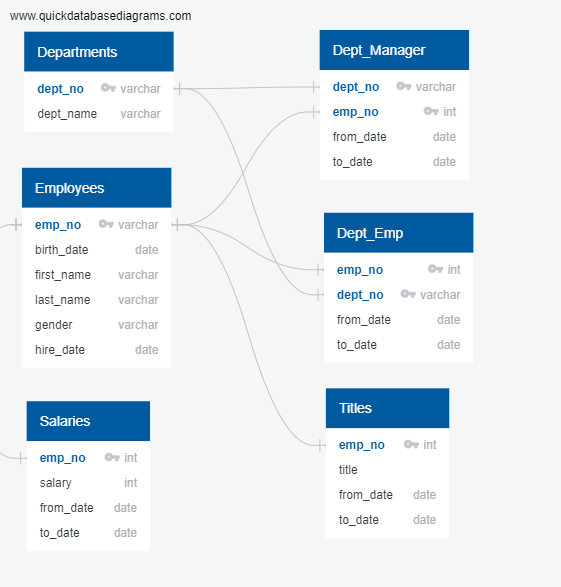 www.quickdatabasediagrams.com
Departments
dept_no varchar
dept_name varchar
Employees
emp_no varchar
birth_date date
first_name varchar
last_name varchar
gender varchar
hire_date date
Salaries
emp_no int
salary int
from_date date
to_date date
Dept_Manager
dept_no varchar
emp_no int
from_date date
to_date date
Dept_Emp
emp_no int
dept_no varchar
from_date date
to_date date
Titles
emp_no int
title
from_date date
to_date date